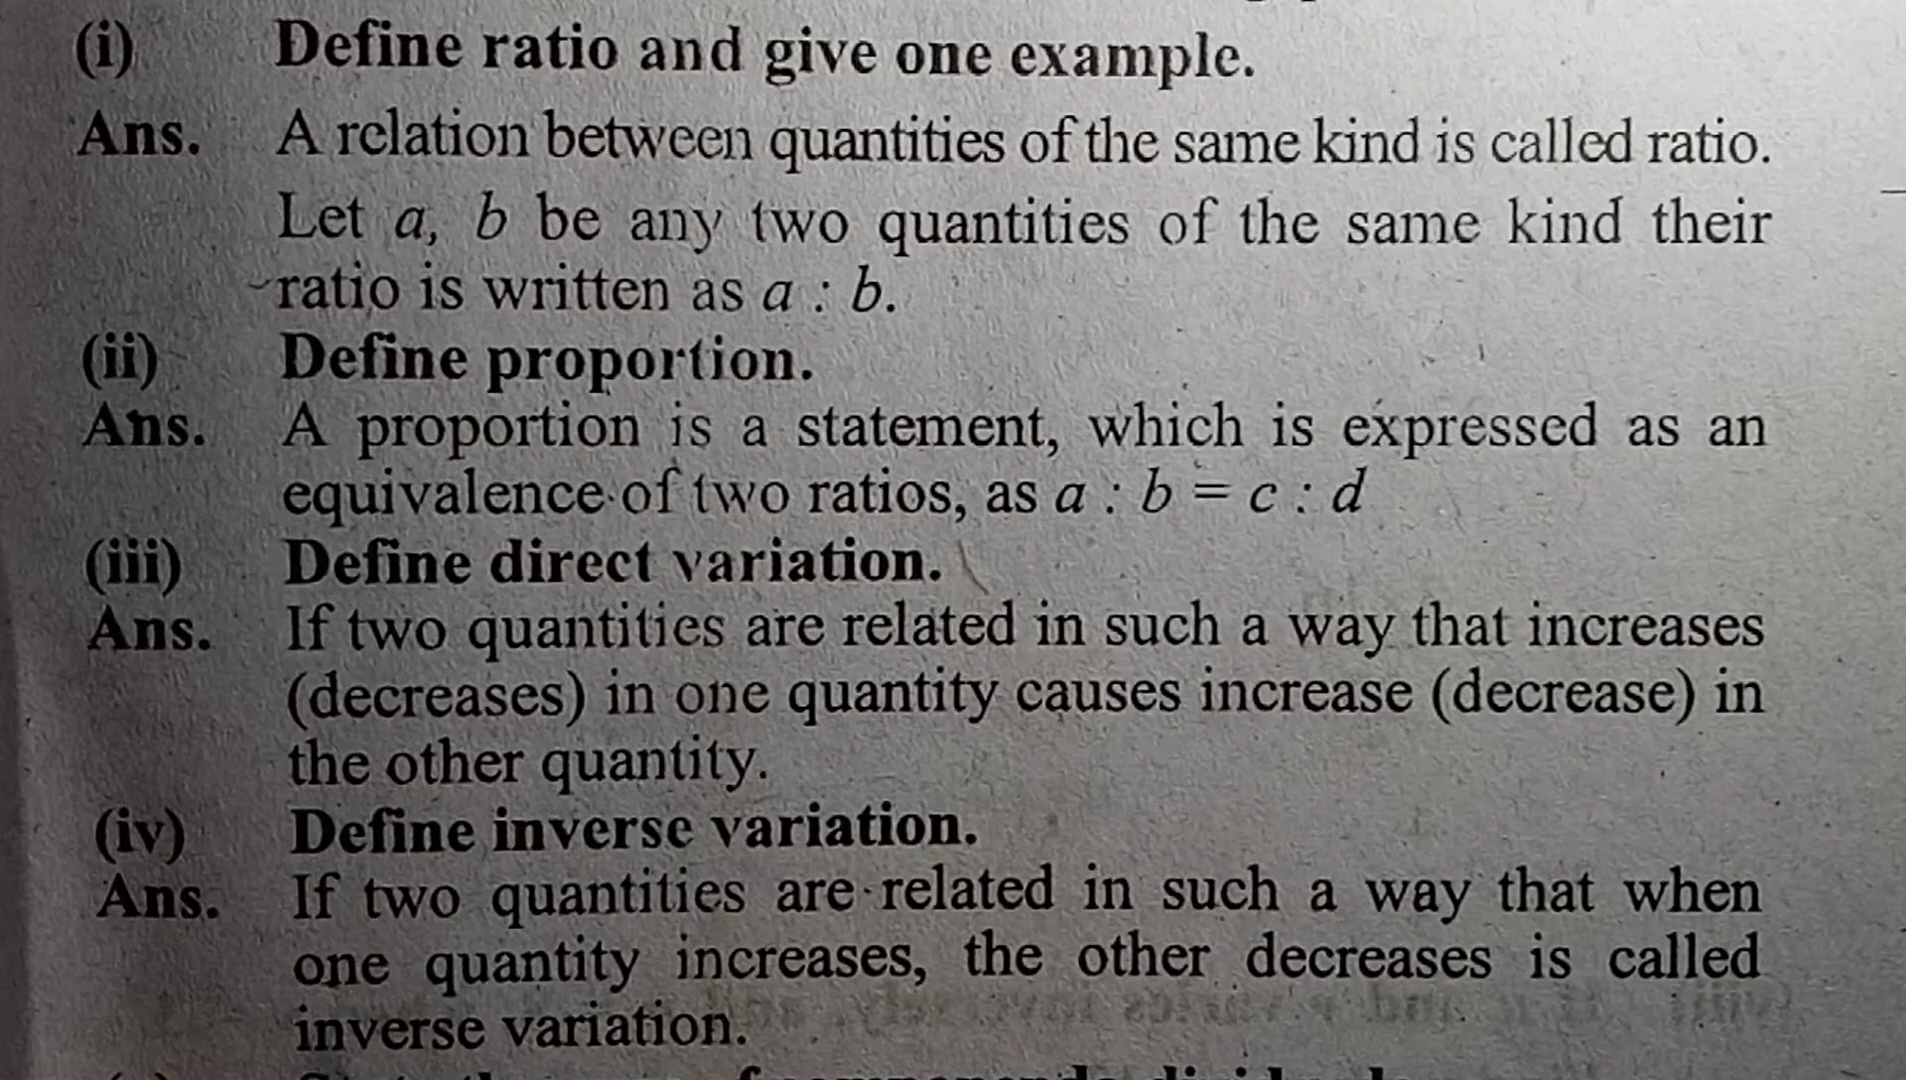 (i) Define ratio and give one example.
Ans. A relation between quantities of the same kind is called ratio.
Let a, b be any two quantities of the same kind their
ratio is written as a : b.
(ii) Define proportion.
Ans. A proportion is a statement, which is expressed as an
equivalence of two ratios, as a : b = c : d
(iii) Define direct variation.
Ans. If two quantities are related in such a way that increases
(decreases) in one quantity causes increase (decrease) in
the other quantity.
(iv) Define inverse variation.
Ans. If two quantities are related in such a way that when
one quantity increases, the other decreases is called
inverse variation.